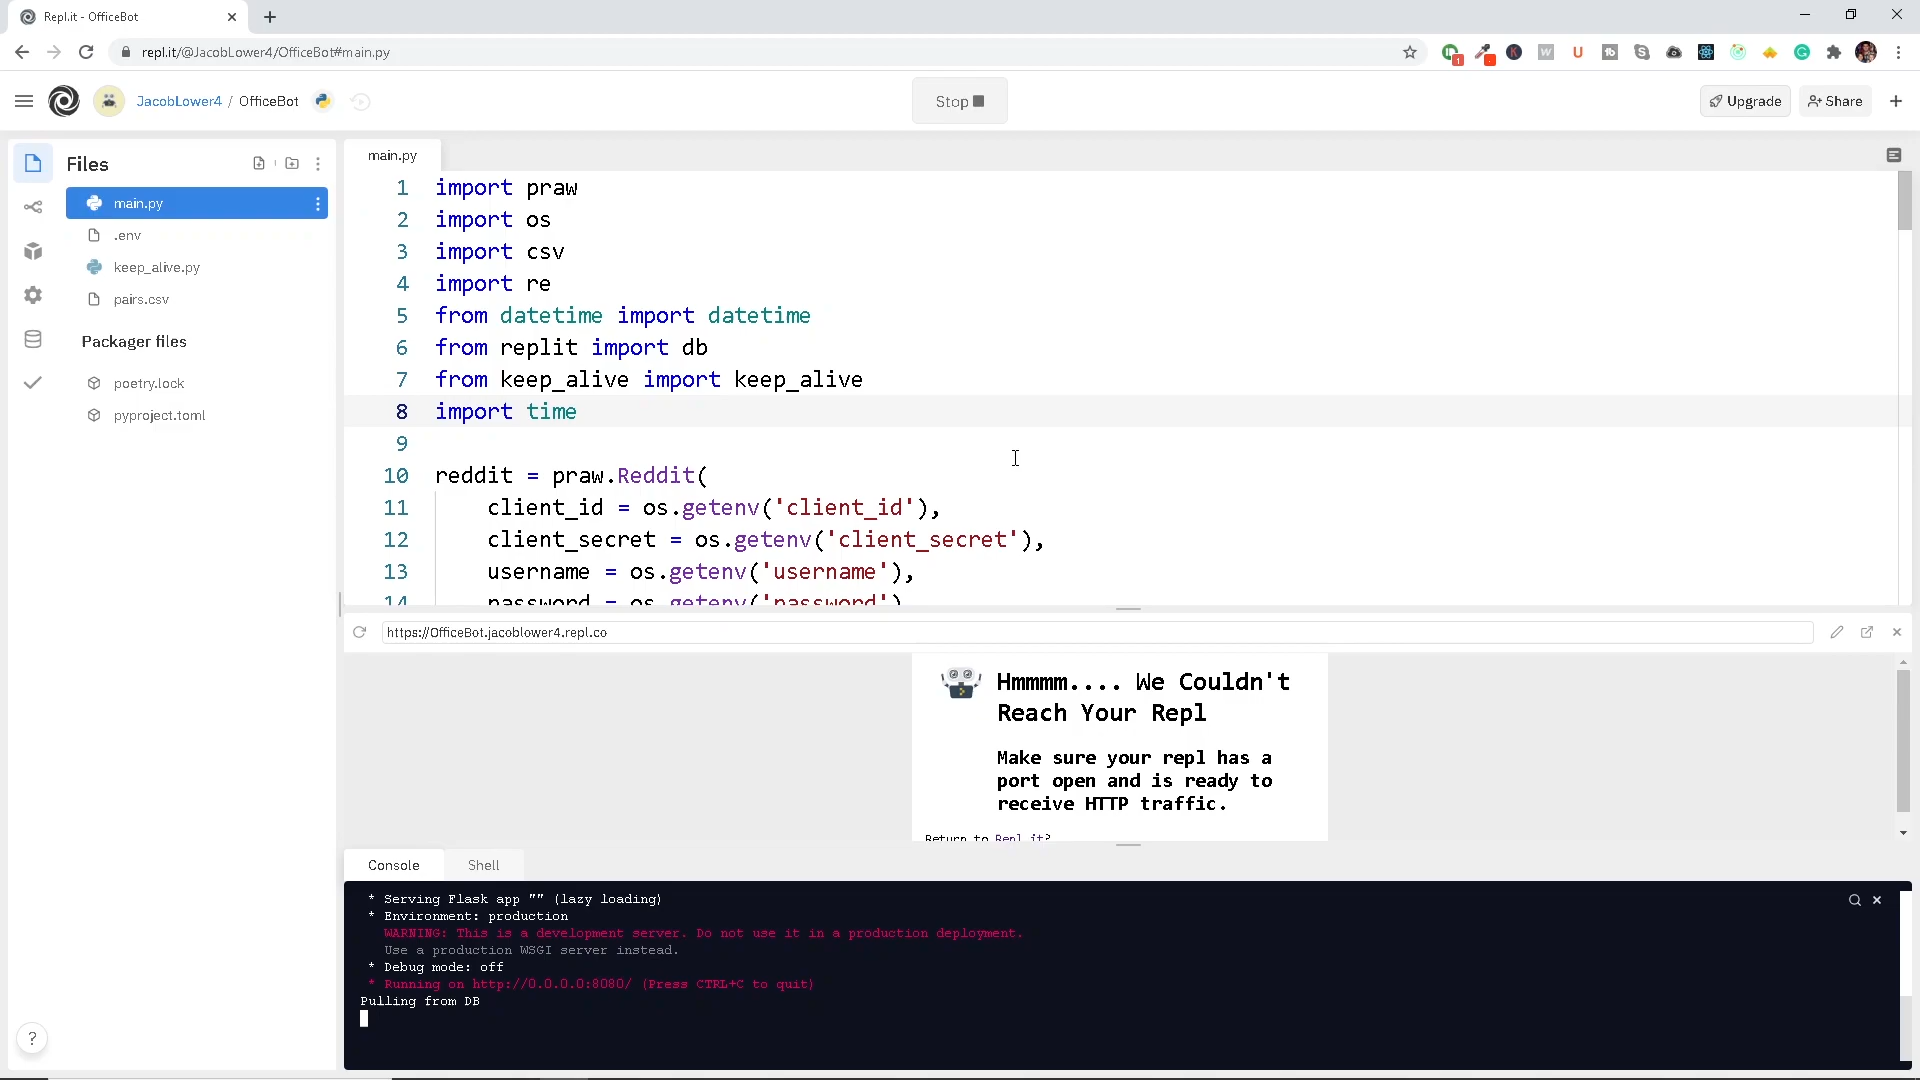 Repl.it - OfficeBot
repl.it/@JacobLower4/OfficeBot#main.py
JacobLower4 / OfficeBot
Stop
Upgrade
Share
Files
main.py
.env
keep_alive.py
pairs.csv
Packager files
poetry.lock
pyproject.toml
main.py
1 import praw
2 import os
3 import csv
4 import re
5 from datetime import datetime
6 from replit import db
7 from keep_alive import keep_alive
8 import time
9
10 reddit = praw.Reddit(
11 client_id = os.getenv('client_id'),
12 client_secret = os.getenv('client_secret'),
13 username = os.getenv('username'),
14 password = os.getenv('password')
https://OfficeBot.jacoblower4.repl.co
Hmmmm.... We Couldn't
Reach Your Repl
Make sure your repl has a
port open and is ready to
receive HTTP traffic.
Return to Repl.it?
Console
Shell
* Serving Flask app "" (lazy loading)
* Environment: production
WARNING: This is a development server. Do not use it in a production deployment.
Use a production WSGI server instead.
* Debug mode: off
* Running on http://0.0.0.0:8080/ (Press CTRL+C to quit)
Pulling from DB
?